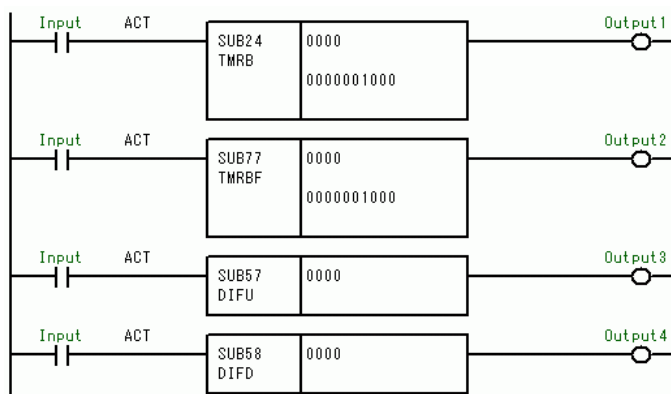 Input ACT Output1
SUB24 0000
TMRB
0000001000
Input ACT Output2
SUB77 0000
TMRBF
0000001000
Input ACT Output3
SUB57 0000
DIFU
Input ACT Output4
SUB58 0000
DIFD